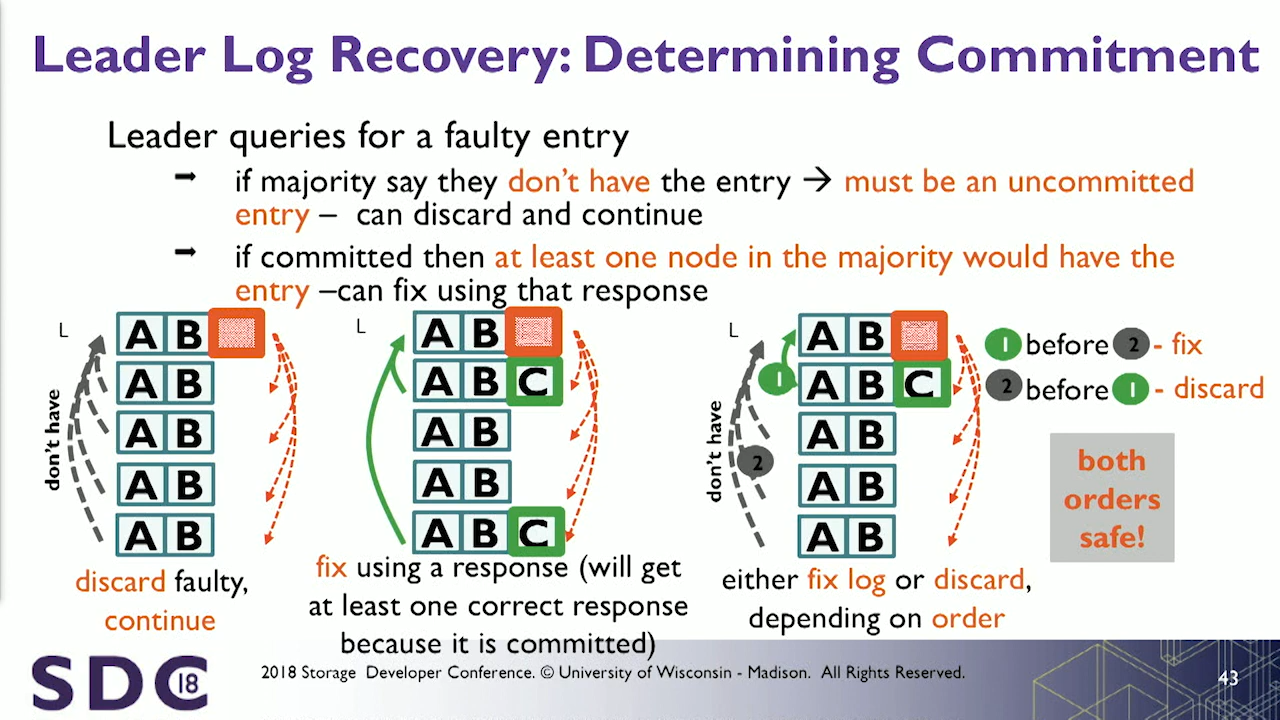 Leader Log Recovery: Determining Commitment
Leader queries for a faulty entry
➡ if majority say they don't have the entry → must be an uncommitted
entry – can discard and continue
➡ if committed then at least one node in the majority would have the
entry –can fix using that response
L
A B
A B
A B
A B
A B
don't have
discard faulty,
continue
L
A B
A B C
A B
A B
A B C
fix using a response (will get
at least one correct response
because it is committed)
L
A B
1 A B C
A B
2 A B
A B
don't have
either fix log or discard,
depending on order
1 before 2 - fix
2 before 1 - discard
both
orders
safe!
SDC 18
2018 Storage Developer Conference. © University of Wisconsin - Madison. All Rights Reserved.
43